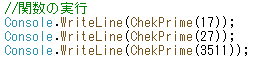 //関数の実行
Console.WriteLine(ChekPrime(17));
Console.WriteLine(ChekPrime(27));
Console.WriteLine(ChekPrime(3511));